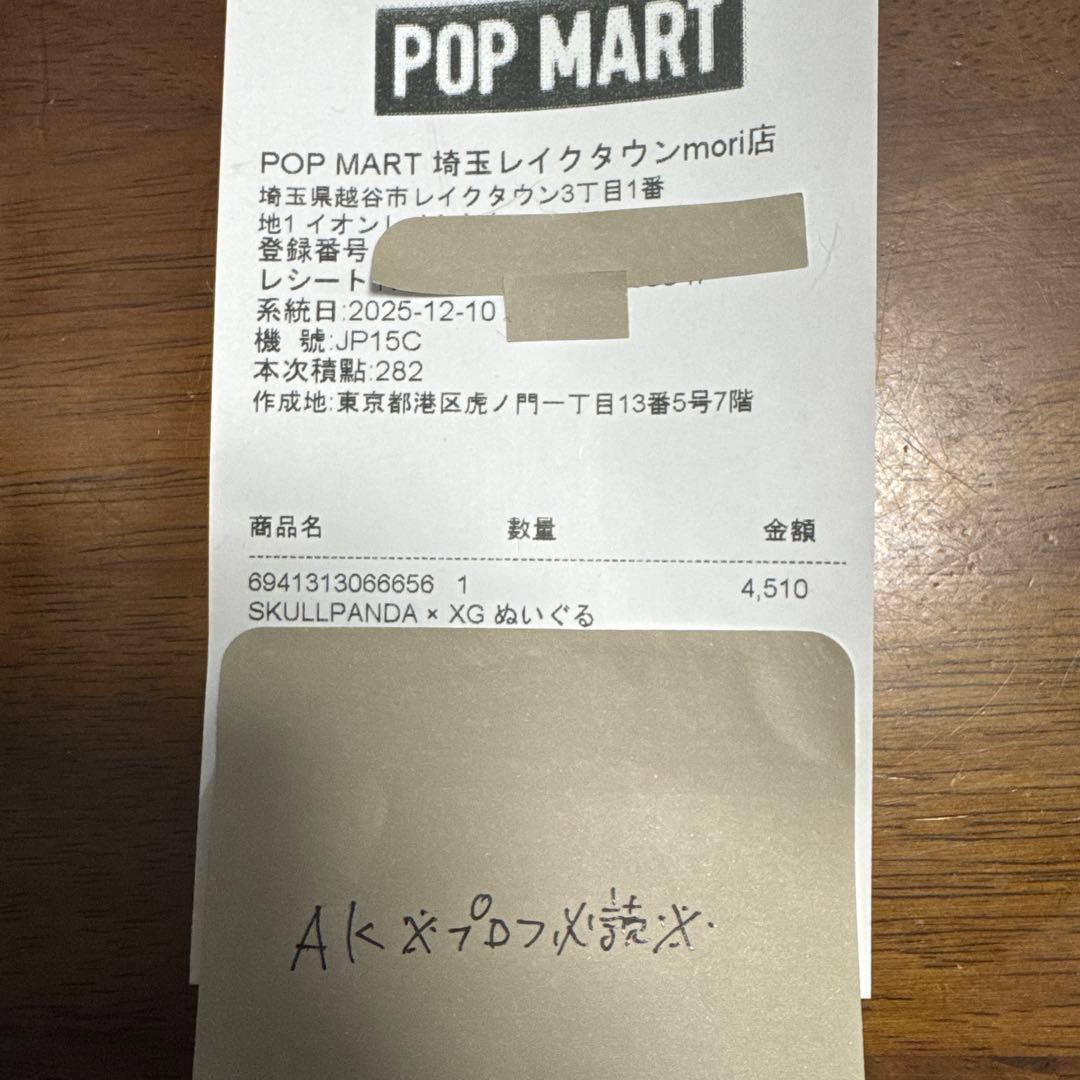 POP MART
POP MART 埼玉レイクタウンmori店
埼玉県越谷市レイクタウン3丁目1番
地1 イオン
登録番号
レシート
系統日:2025-12-10
機 號:JP15C
本次積點:282
作成地:東京都港区虎ノ門一丁目13番5号7階
商品名 數量 金額
6941313066656 1 4,510
SKULLPANDA × XG ぬいぐる
AK※プロフ必読※